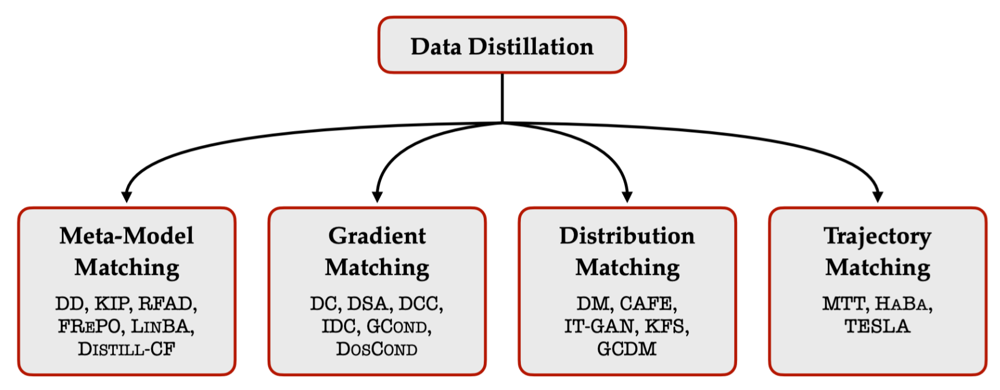 Data Distillation
Meta-Model
Matching
DD, KIP, RFAD,
FREPO, LINBA,
DISTILL-CF
Gradient
Matching
DC, DSA, DCC,
IDC, GCOND,
DOSCOND
Distribution
Matching
DM, CAFE,
IT-GAN, KFS,
GCDM
Trajectory
Matching
MTT, HABA,
TESLA